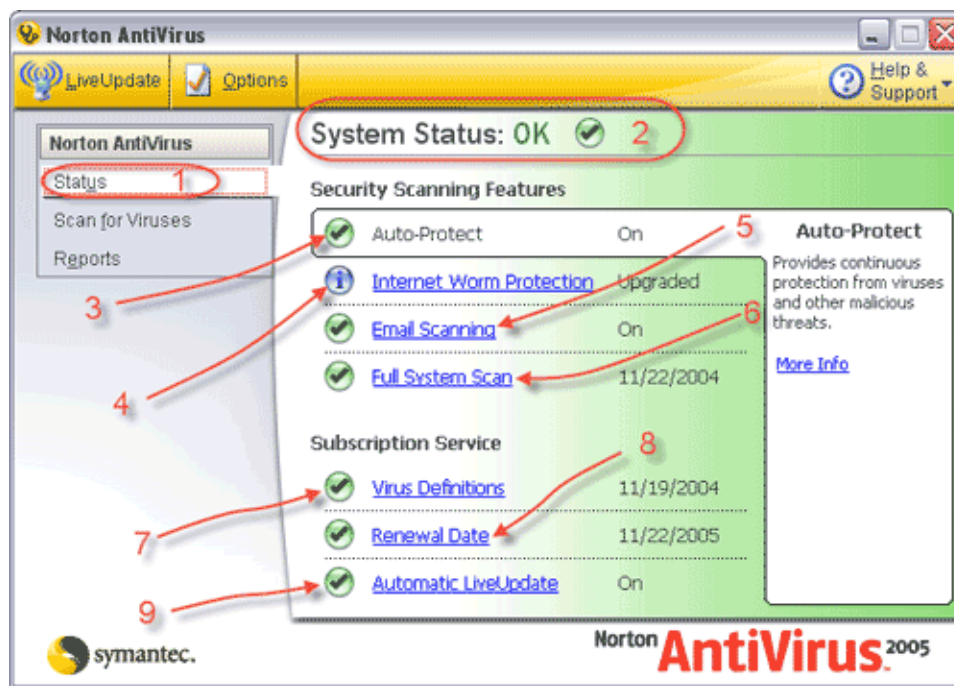 Norton AntiVirus
LiveUpdate
Options
Help & Support
Norton AntiVirus
Status 1
Scan for Viruses
Reports
System Status: OK 2
Security Scanning Features
Auto-Protect On
3
Internet Worm Protection Upgraded
4
Email Scanning On
5
Full System Scan 11/22/2004
6
Auto-Protect
Provides continuous
protection from viruses
and other malicious
threats.
More Info
Subscription Service
Virus Definitions 11/19/2004
7
Renewal Date 11/22/2005
8
Automatic LiveUpdate On
9
symantec.
Norton AntiVirus 2005